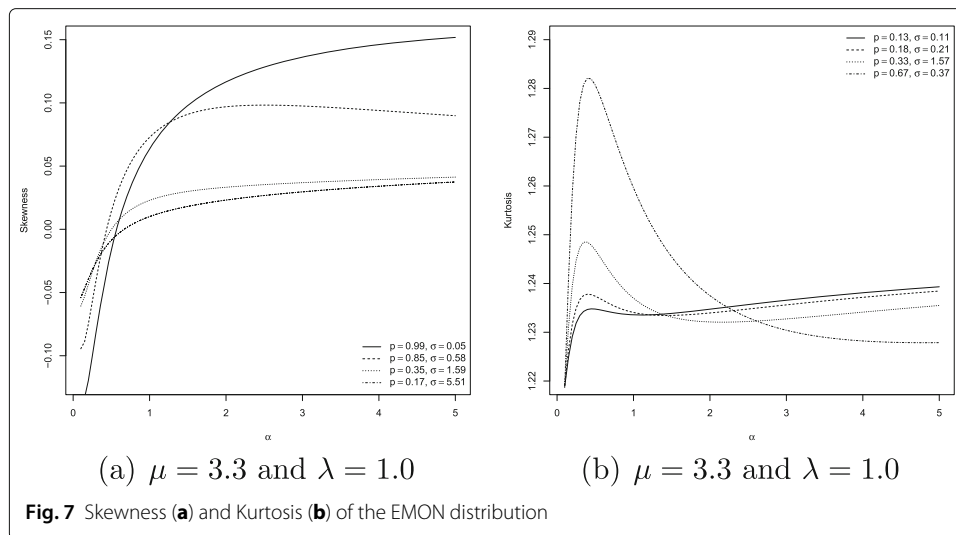 0.15
0.10
0.05
0.00
−0.05
−0.10
Skewness
0
1
2
3
4
5
α
p = 0.99, σ = 0.05
p = 0.85, σ = 0.58
p = 0.35, σ = 1.59
p = 0.17, σ = 5.51
(a) μ = 3.3 and λ = 1.0
1.29
1.28
1.27
1.26
1.25
1.24
1.23
1.22
Kurtosis
0
1
2
3
4
5
α
p = 0.13, σ = 0.11
p = 0.18, σ = 0.21
p = 0.33, σ = 1.57
p = 0.67, σ = 0.37
(b) μ = 3.3 and λ = 1.0
Fig. 7 Skewness (a) and Kurtosis (b) of the EMON distribution